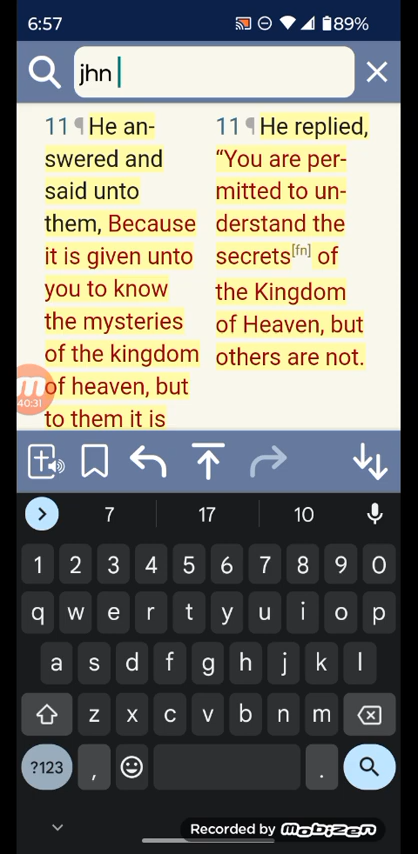 6:57
89%
jhn
11 ¶ He an-
swered and
said unto
them, Because
it is given unto
you to know
the mysteries
of the kingdom
of heaven, but
to them it is
11 ¶ He replied,
“You are per-
mitted to un-
derstand the
secrets[fn] of
the Kingdom
of Heaven, but
others are not.
40:31
7 17 10
1 2 3 4 5 6 7 8 9 0
q w e r t y u i o p
a s d f g h j k l
z x c v b n m
?123 , .
Recorded by mobizen